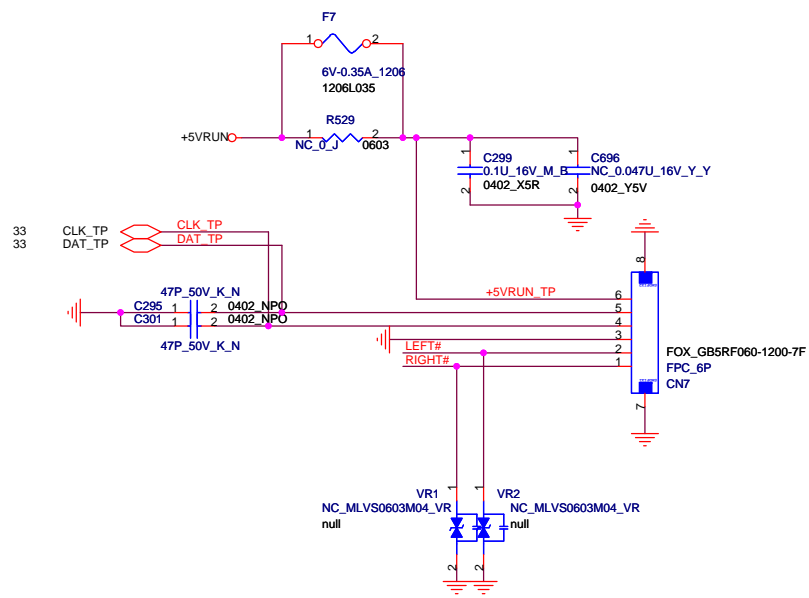 F7
1 2
6V-0.35A_1206
1206L035
R529
+5VRUN
1 2
NC_0_J 0603
1 1
C299 C696
0.1U_16V_M_B NC_0.047U_16V_Y_Y
0402_X5R 0402_Y5V
2 2
33 CLK_TP CLK_TP
33 DAT_TP DAT_TP
8
47P_50V_K_N
+5VRUN_TP 6
C295 1 2 0402_NPO 5
C301 1 2 0402_NPO 4
3
47P_50V_K_N
LEFT# 2
RIGHT# 1
FOX_GB5RF060-1200-7F
FPC_6P
CN7
7
1 1
VR1 VR2
NC_MLVS0603M04_VR NC_MLVS0603M04_VR
null null
2 2